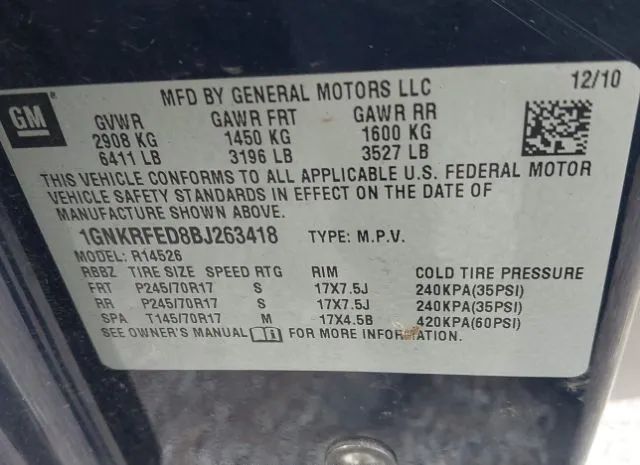 MFD BY GENERAL MOTORS LLC 12/10
GM
GVWR GAWR FRT GAWR RR
2908 KG 1450 KG 1600 KG
6411 LB 3196 LB 3527 LB
THIS VEHICLE CONFORMS TO ALL APPLICABLE U.S. FEDERAL MOTOR
VEHICLE SAFETY STANDARDS IN EFFECT ON THE DATE OF
MANUFACTURE SHOWN ABOVE.
1GNKRFED8BJ263418 TYPE: M.P.V.
MODEL: R14526
RBBZ TIRE SIZE SPEED RTG RIM COLD TIRE PRESSURE
FRT P245/70R17 S 17X7.5J 240KPA(35PSI)
RR P245/70R17 S 17X7.5J 240KPA(35PSI)
SPA T145/70R17 M 17X4.5B 420KPA(60PSI)
SEE OWNER'S MANUAL FOR MORE INFORMATION.